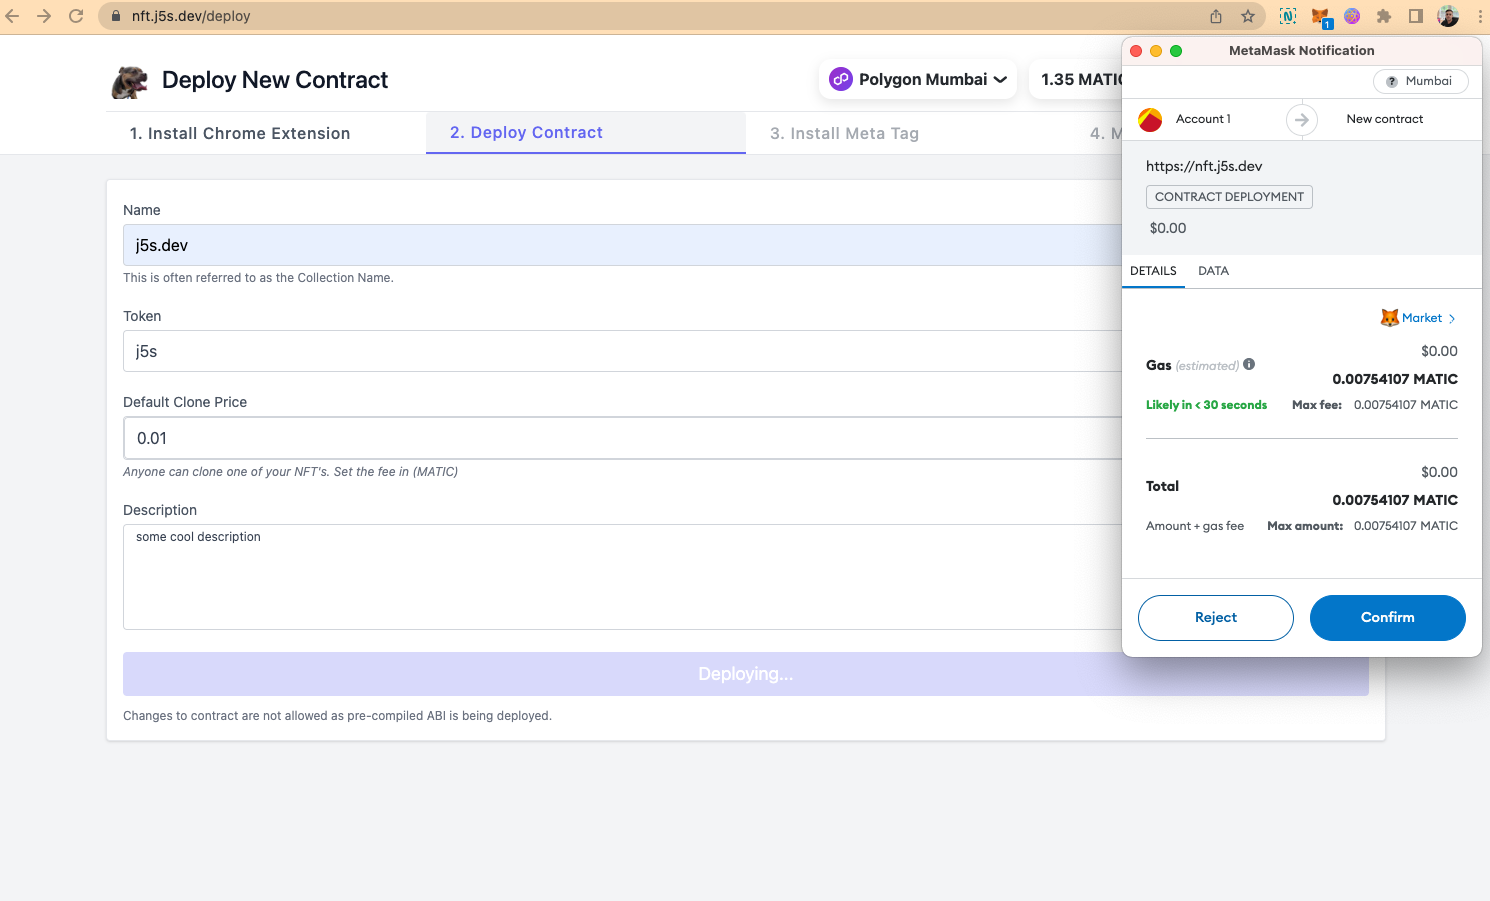 nft.j5s.dev/deploy
1
Deploy New Contract
Polygon Mumbai
1.35 MATIC
1. Install Chrome Extension
2. Deploy Contract
3. Install Meta Tag
4. M
Name
j5s.dev
This is often referred to as the Collection Name.
Token
j5s
Default Clone Price
0.01
Anyone can clone one of your NFT's. Set the fee in (MATIC)
Description
some cool description
Deploying...
Changes to contract are not allowed as pre-compiled ABI is being deployed.
MetaMask Notification
? Mumbai
Account 1
New contract
https://nft.j5s.dev
CONTRACT DEPLOYMENT
$0.00
DETAILS
DATA
Market
$0.00
Gas (estimated)
0.00754107 MATIC
Likely in < 30 seconds
Max fee: 0.00754107 MATIC
$0.00
Total
0.00754107 MATIC
Amount + gas fee
Max amount: 0.00754107 MATIC
Reject
Confirm